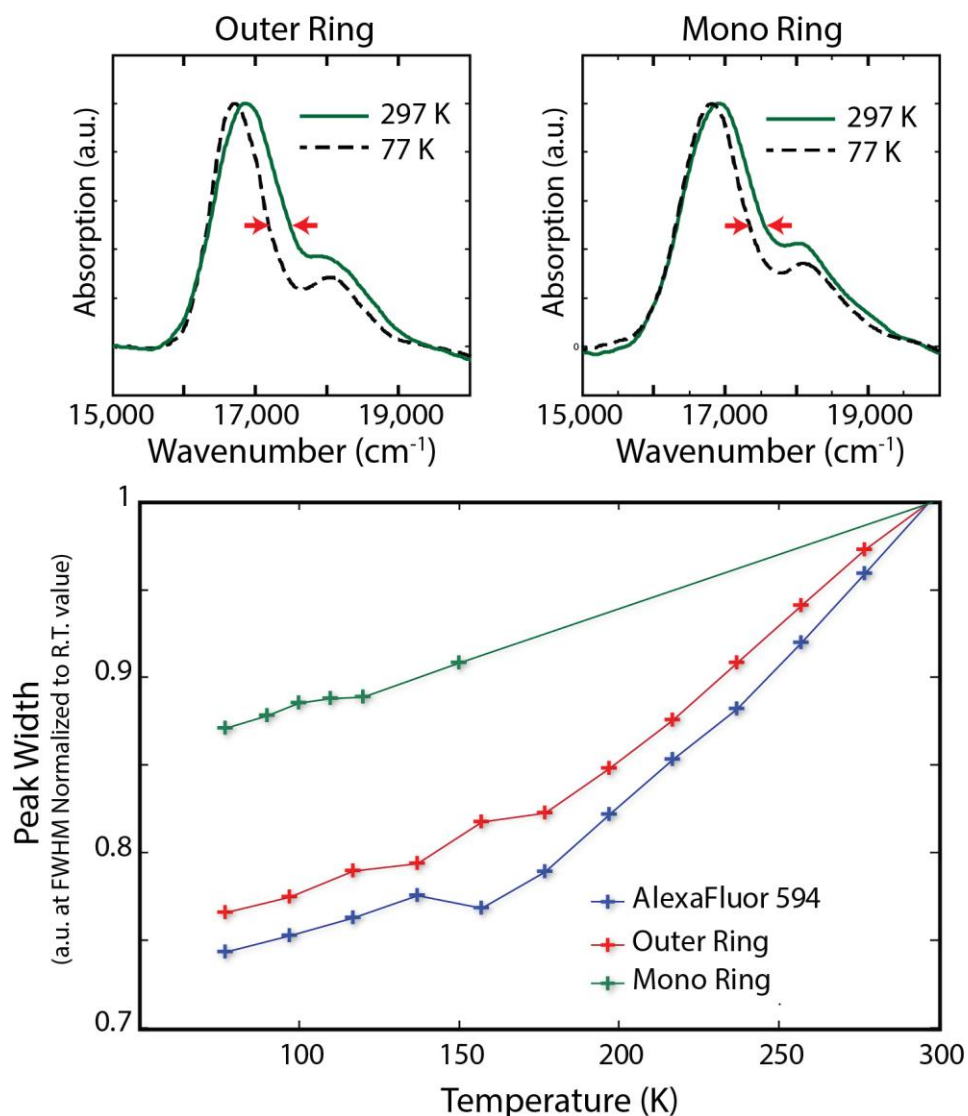 Outer Ring
297 K
77 K
Absorption (a.u.)
15,000 17,000 19,000
Wavenumber (cm⁻¹)
Mono Ring
297 K
77 K
Absorption (a.u.)
0
15,000 17,000 19,000
Wavenumber (cm⁻¹)
1
0.9
0.8
0.7
Peak Width
(a.u. at FWHM Normalized to R.T. value)
AlexaFluor 594
Outer Ring
Mono Ring
100 150 200 250 300
Temperature (K)